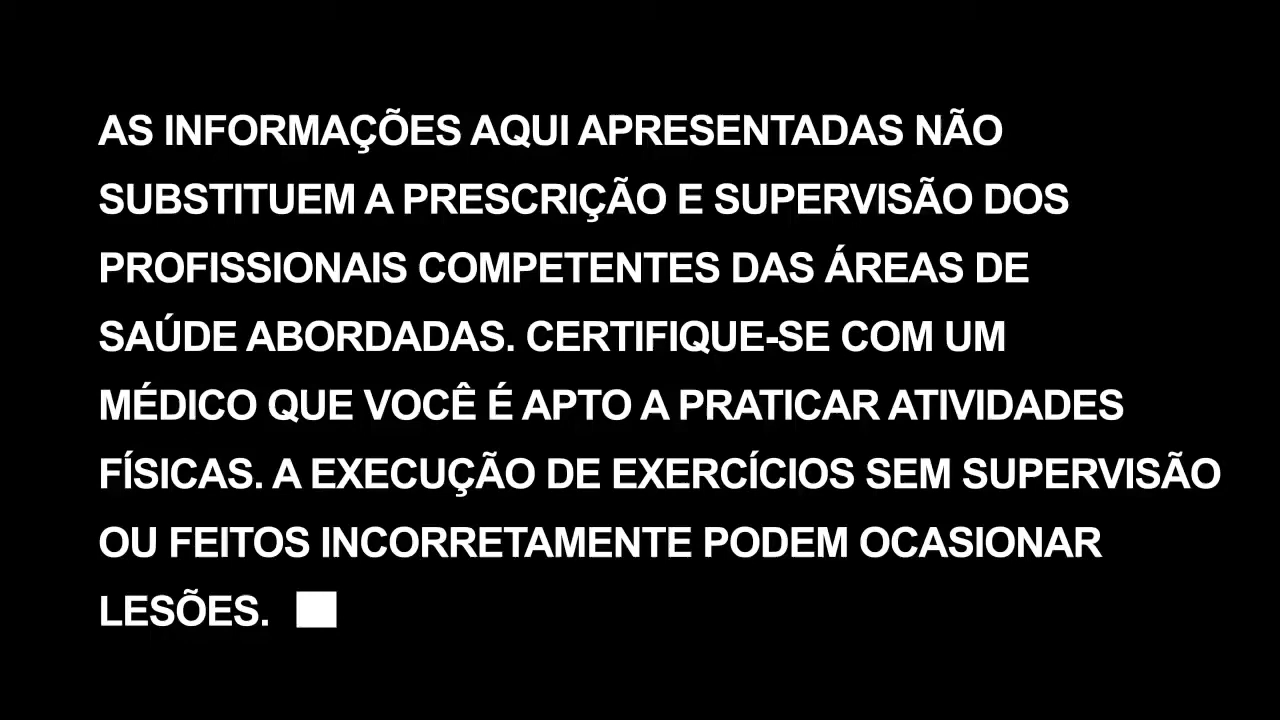 AS INFORMAÇÕES AQUI APRESENTADAS NÃO
SUBSTITUEM A PRESCRIÇÃO E SUPERVISÃO DOS
PROFISSIONAIS COMPETENTES DAS ÁREAS DE
SAÚDE ABORDADAS. CERTIFIQUE-SE COM UM
MÉDICO QUE VOCÊ É APTO A PRATICAR ATIVIDADES
FÍSICAS. A EXECUÇÃO DE EXERCÍCIOS SEM SUPERVISÃO
OU FEITOS INCORRETAMENTE PODEM OCASIONAR
LESÕES.